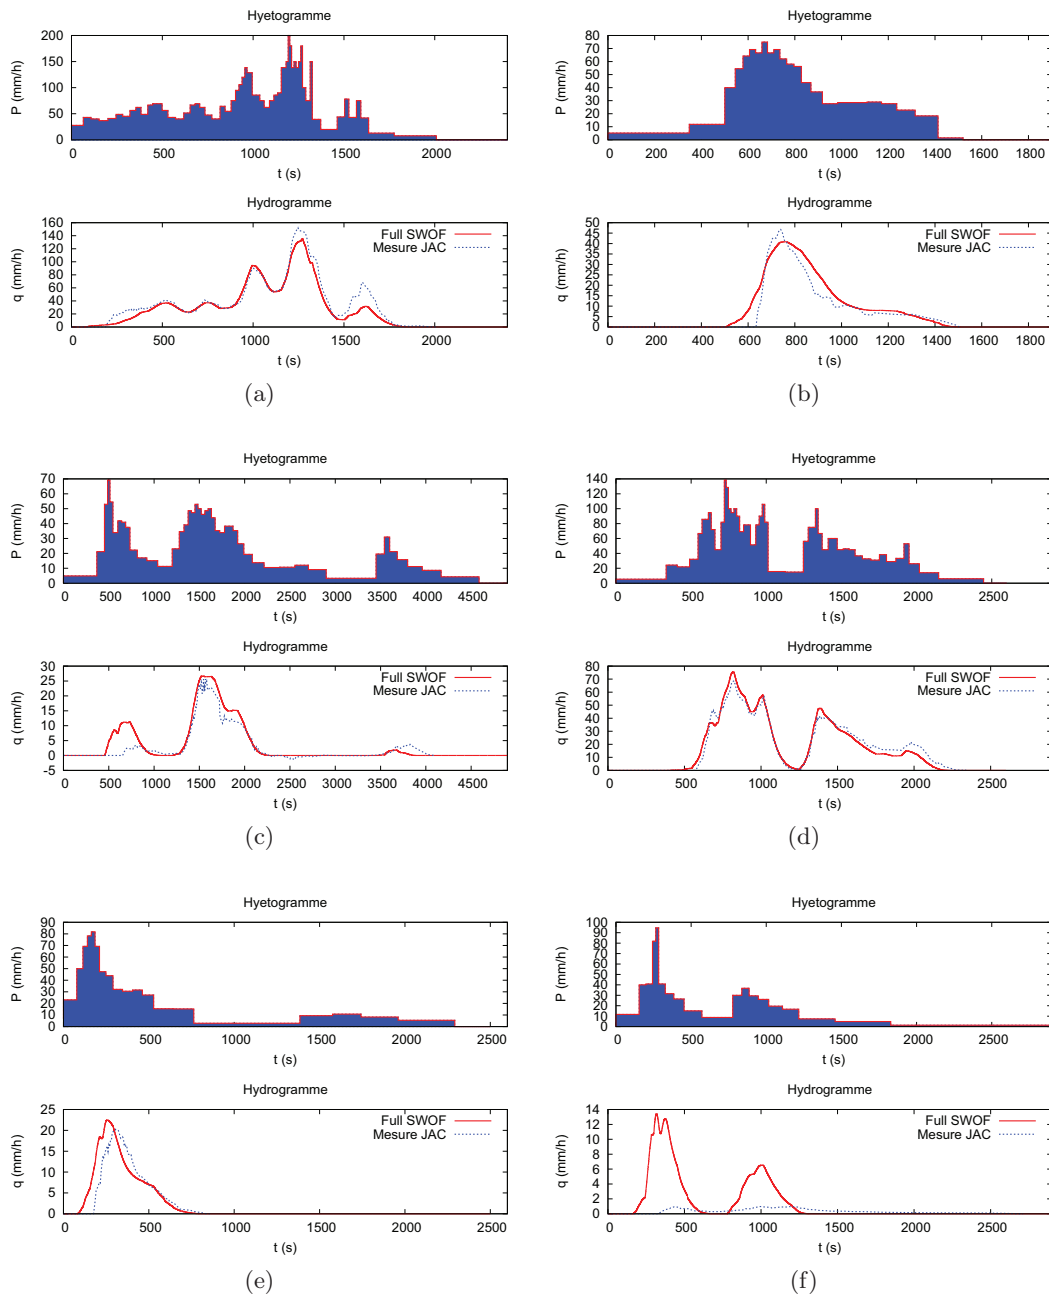 Hyetogramme
P (mm/h)
200
150
100
50
0
0 500 1000 1500 2000
t (s)
Hydrogramme
q (mm/h)
160
140
120
100
80
60
40
20
0
Full SWOF
Mesure JAC
0 500 1000 1500 2000
t (s)
(a)
Hyetogramme
P (mm/h)
80
70
60
50
40
30
20
10
0
0 200 400 600 800 1000 1200 1400 1600 1800
t (s)
Hydrogramme
q (mm/h)
50
45
40
35
30
25
20
15
10
5
0
Full SWOF
Mesure JAC
0 200 400 600 800 1000 1200 1400 1600 1800
t (s)
(b)
Hyetogramme
P (mm/h)
70
60
50
40
30
20
10
0
0 500 1000 1500 2000 2500 3000 3500 4000 4500
t (s)
Hydrogramme
q (mm/h)
30
25
20
15
10
5
0
-5
Full SWOF
Mesure JAC
0 500 1000 1500 2000 2500 3000 3500 4000 4500
t (s)
(c)
Hyetogramme
P (mm/h)
140
120
100
80
60
40
20
0
0 500 1000 1500 2000 2500
t (s)
Hydrogramme
q (mm/h)
80
70
60
50
40
30
20
10
0
Full SWOF
Mesure JAC
0 500 1000 1500 2000 2500
t (s)
(d)
Hyetogramme
P (mm/h)
90
80
70
60
50
40
30
20
10
0
0 500 1000 1500 2000 2500
t (s)
Hydrogramme
q (mm/h)
25
20
15
10
5
0
Full SWOF
Mesure JAC
0 500 1000 1500 2000 2500
t (s)
(e)
Hyetogramme
P (mm/h)
100
90
80
70
60
50
40
30
20
10
0
0 500 1000 1500 2000 2500
t (s)
Hydrogramme
q (mm/h)
14
12
10
8
6
4
2
0
Full SWOF
Mesure JAC
0 500 1000 1500 2000 2500
t (s)
(f)